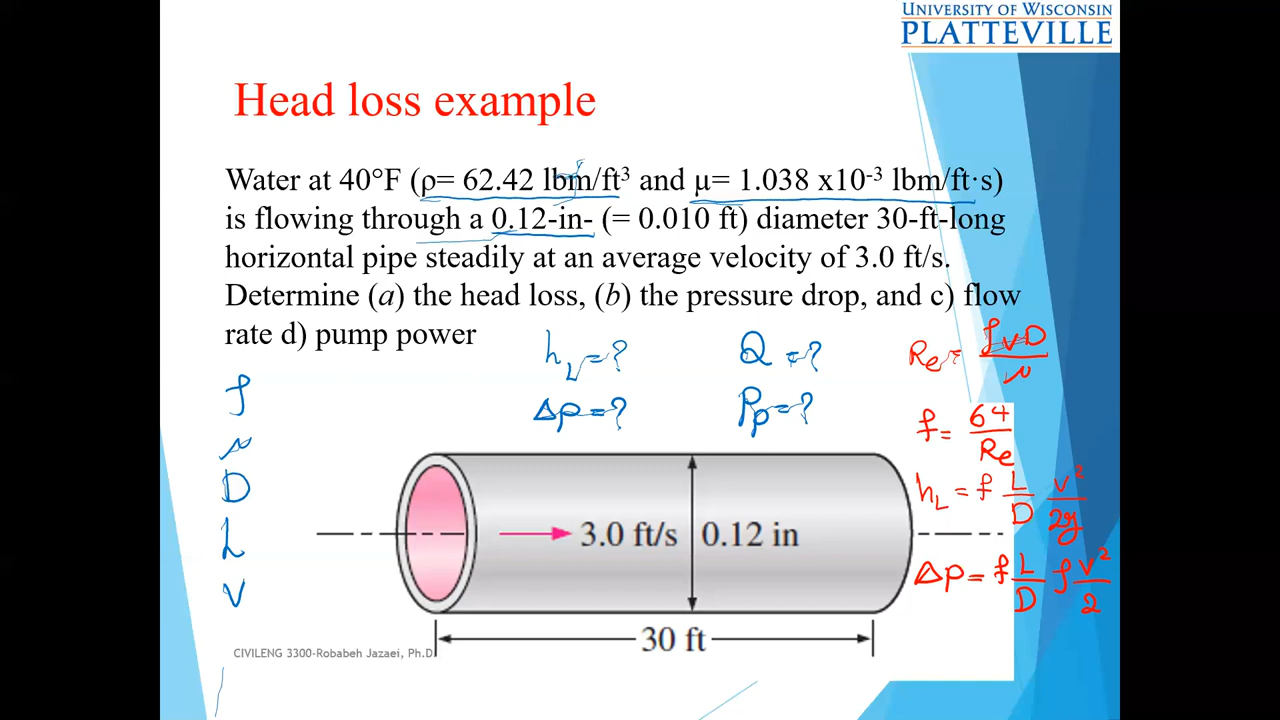 UNIVERSITY OF WISCONSIN
PLATTEVILLE
Head loss example
Water at 40°F (ρ= 62.42 lbm/ft³ and μ= 1.038 x10⁻³ lbm/ft·s)
is flowing through a 0.12-in- (= 0.010 ft) diameter 30-ft-long
horizontal pipe steadily at an average velocity of 3.0 ft/s.
Determine (a) the head loss, (b) the pressure drop, and c) flow
rate d) pump power
h_L = ?
Q = ?
Δp = ?
P_p = ?
Re = ρVD/μ
f = 64/Re
h_L = f L/D V²/2g
Δp = f L/D ρ V²/2
ρ
μ
D
L
V
3.0 ft/s
0.12 in
30 ft
CIVILENG 3300-Robabeh Jazaei, Ph.D